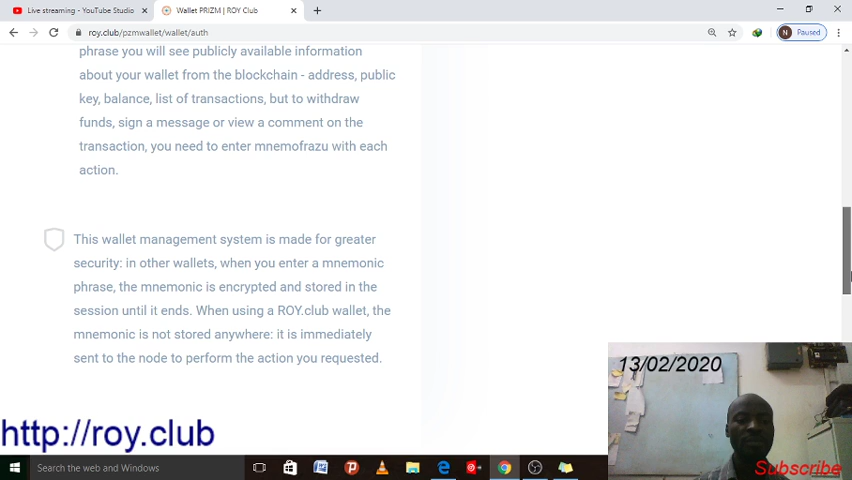 Live streaming - YouTube Studio
Wallet PRIZM | ROY Club
roy.club/pzmwallet/wallet/auth
N Paused
phrase you will see publicly available information
about your wallet from the blockchain - address, public
key, balance, list of transactions, but to withdraw
funds, sign a message or view a comment on the
transaction, you need to enter mnemofrazu with each
action.
This wallet management system is made for greater
security: in other wallets, when you enter a mnemonic
phrase, the mnemonic is encrypted and stored in the
session until it ends. When using a ROY.club wallet, the
mnemonic is not stored anywhere: it is immediately
sent to the node to perform the action you requested.
13/02/2020
http://roy.club
Subscribe
Search the web and Windows